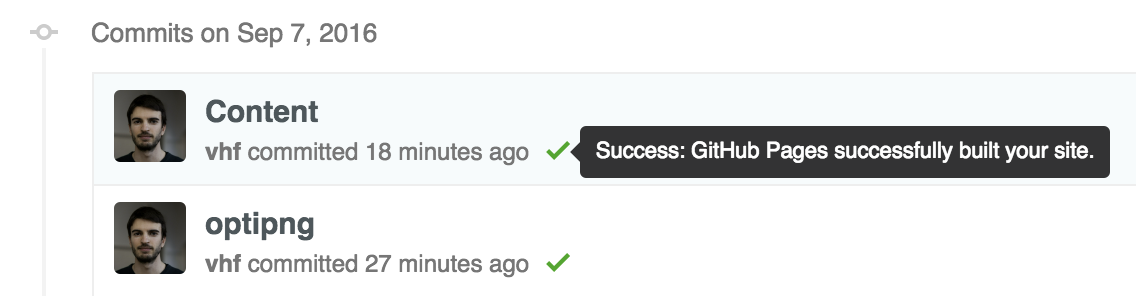 Commits on Sep 7, 2016
Content
vhf committed 18 minutes ago
Success: GitHub Pages successfully built your site.
optipng
vhf committed 27 minutes ago